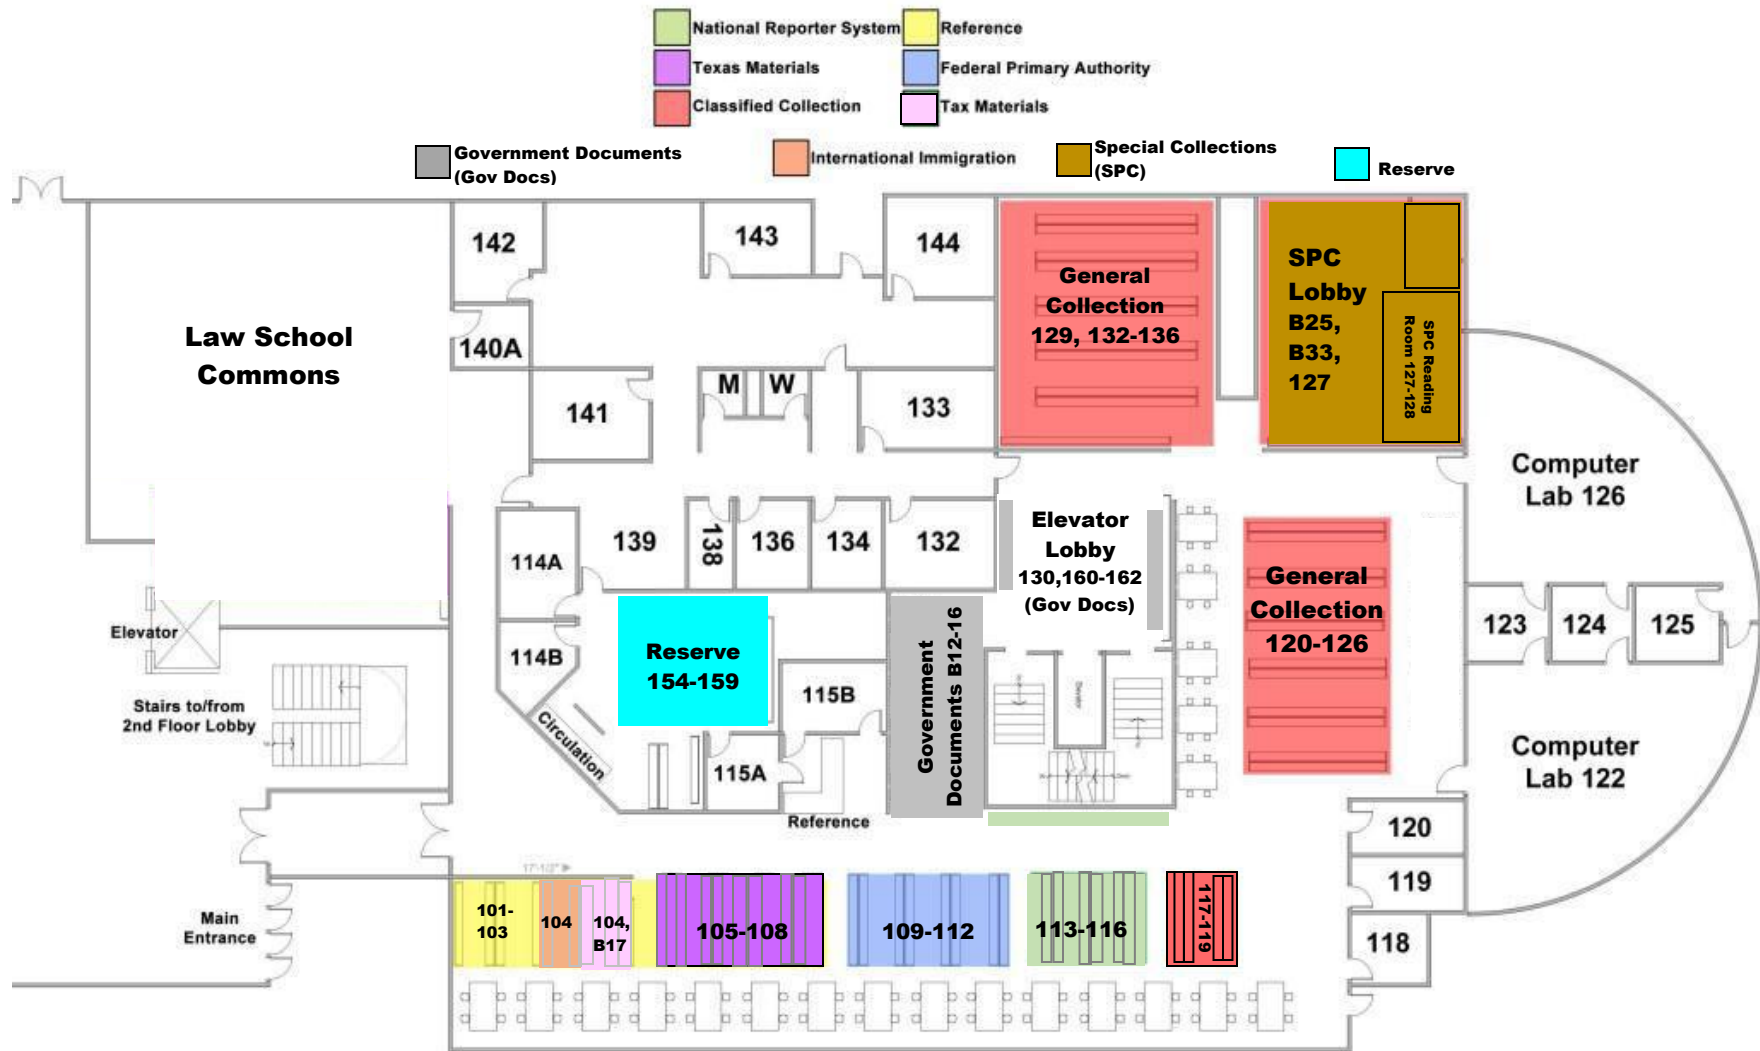 National Reporter System
Reference
Texas Materials
Federal Primary Authority
Classified Collection
Tax Materials
Government Documents
(Gov Docs)
International Immigration
Special Collections
(SPC)
Reserve
142
143
144
General
Collection
129, 132-136
SPC
Lobby
B25,
B33,
127
SPC Reading
Room 127-128
Law School
Commons
140A
141
M
W
133
Computer
Lab 126
139
138
136
134
132
Elevator
Lobby
130,160-162
(Gov Docs)
114A
General
Collection
120-126
123
124
125
Elevator
114B
Reserve
154-159
Government
Documents B12-16
115B
Elevator
Stairs to/from
2nd Floor Lobby
Circulation
115A
Computer
Lab 122
Reference
120
119
118
17'-1/2"
Main
Entrance
101-
103
104
104,
B17
105-108
109-112
113-116
117-119